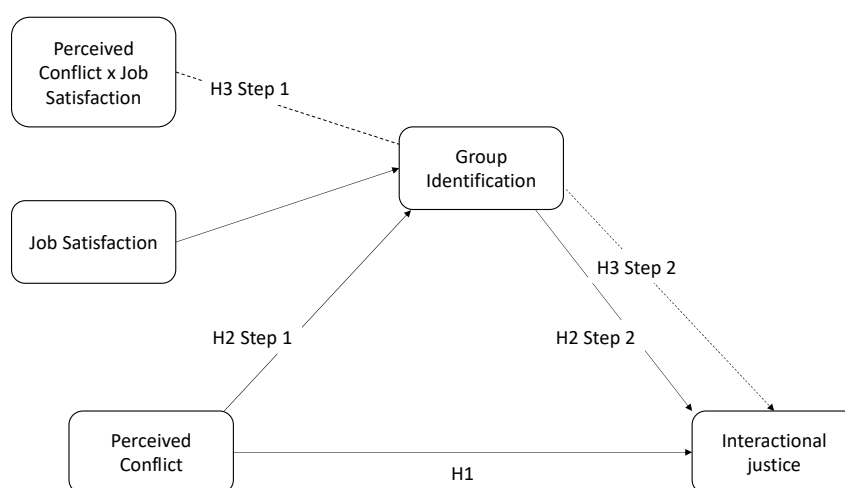 Perceived
Conflict x Job
Satisfaction
H3 Step 1
Group
Identification
Job Satisfaction
H3 Step 2
H2 Step 1
H2 Step 2
Perceived
Conflict
Interactional
justice
H1